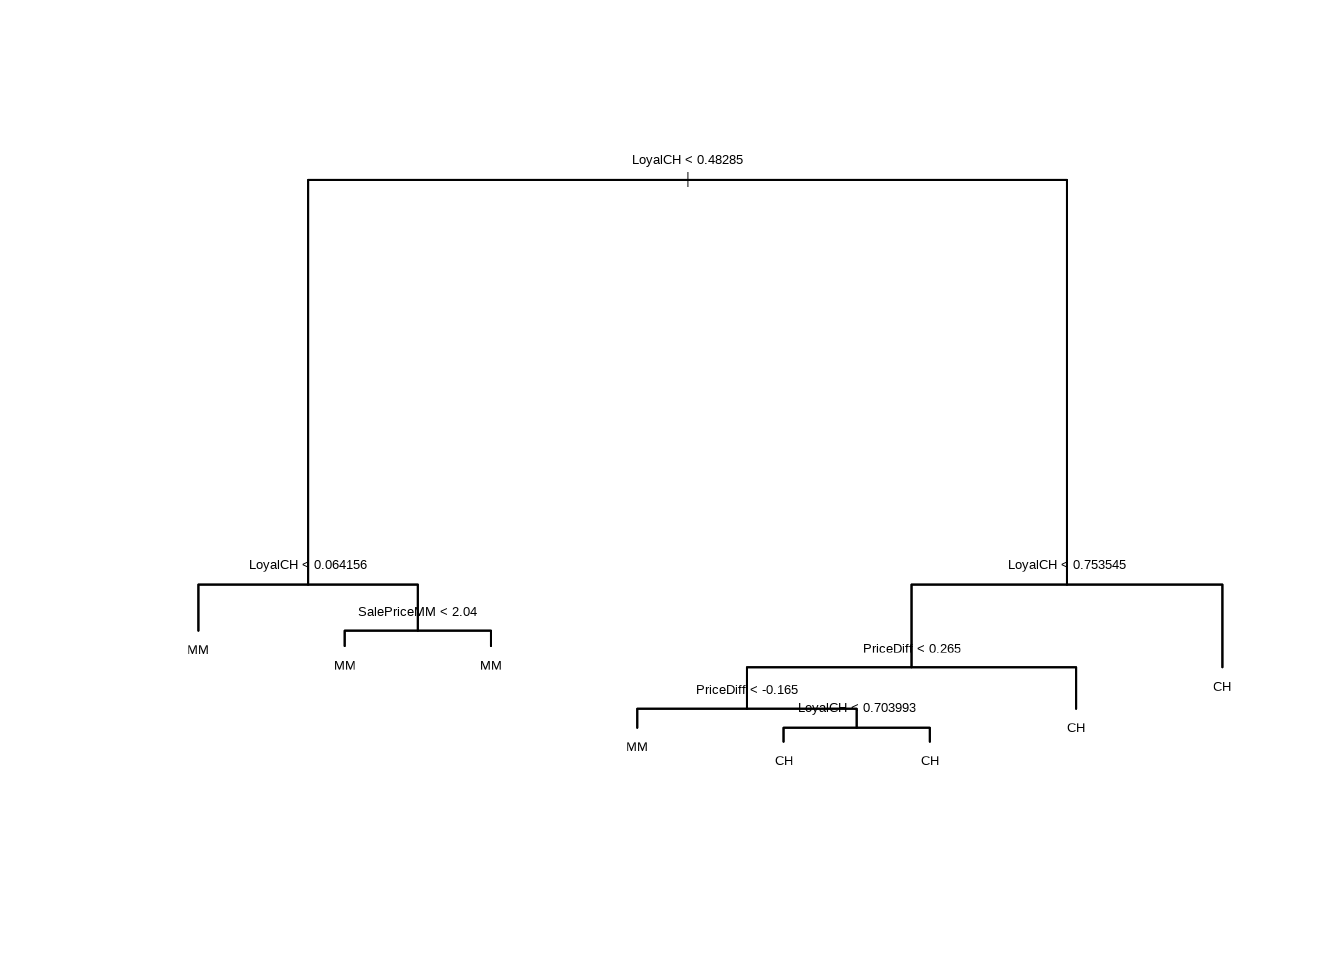 LoyalCH < 0.48285
LoyalCH < 0.064156
LoyalCH < 0.753545
SalePriceMM < 2.04
PriceDiff < 0.265
MM
MM
MM
CH
PriceDiff < -0.165
LoyalCH < 0.703993
CH
MM
CH
CH